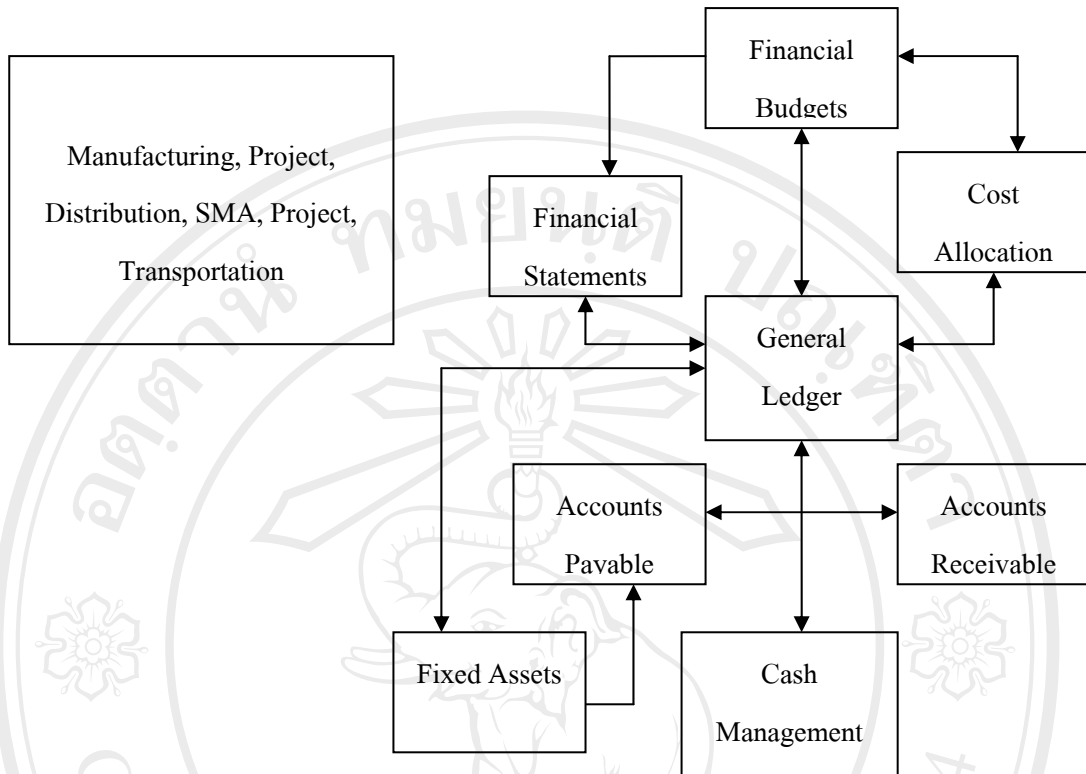 Financial
Budgets
Manufacturing, Project,
Distribution, SMA, Project,
Transportation
Financial
Statements
Cost
Allocation
General
Ledger
Accounts
Payable
Accounts
Receivable
Fixed Assets
Cash
Management